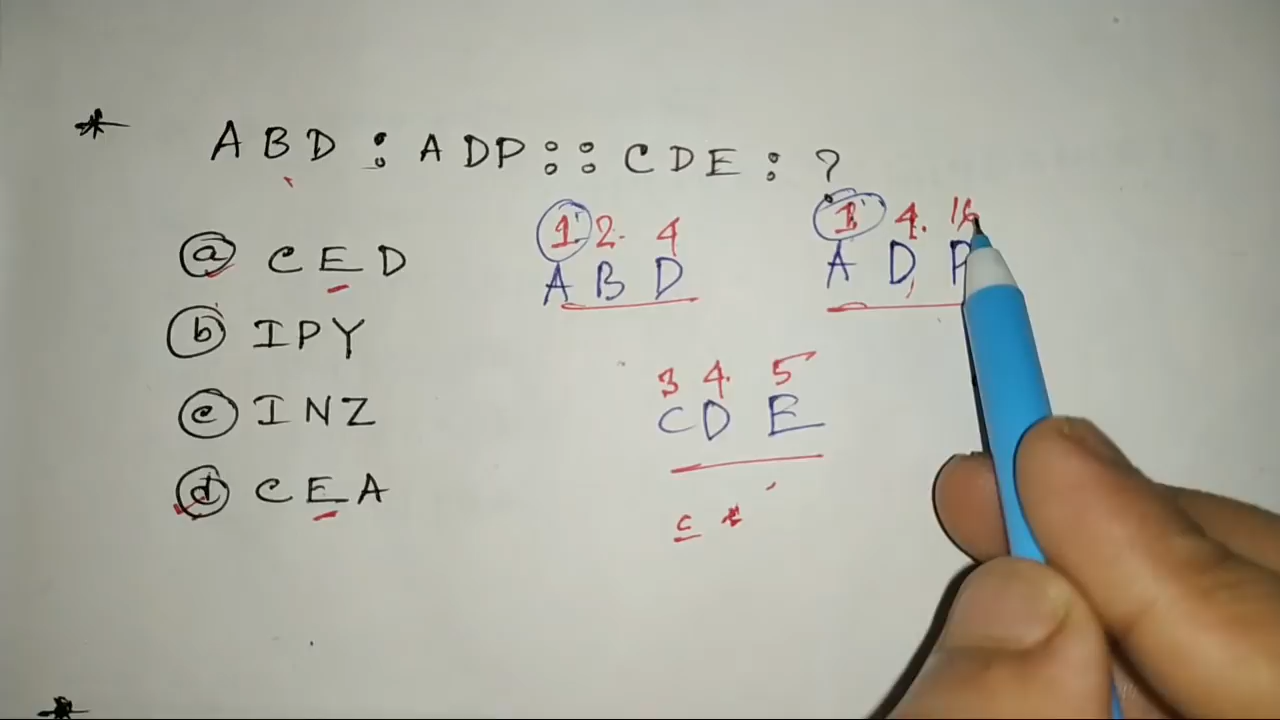 * ABD : ADP :: CDE : ?
ⓐ CED
ⓑ IPY
ⓒ INZ
ⓓ CEA
1 2. 4
ABD
1 4. 16
ADP
3 4. 5
CDE
C
*